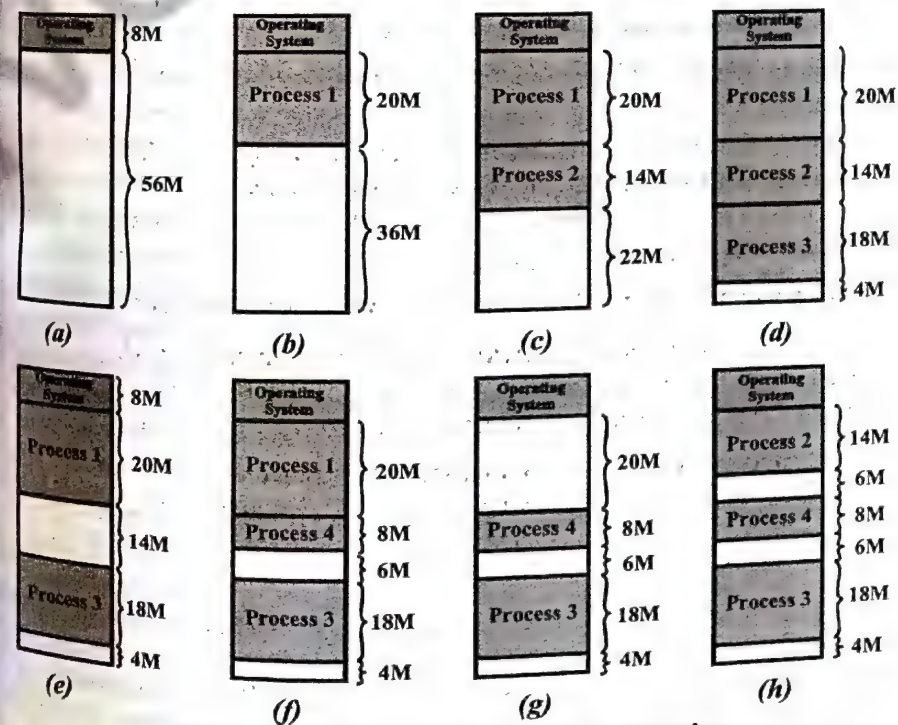 Operating
System
8M
56M
(a)
Operating
System
Process 1
20M
36M
(b)
Operating
System
Process 1
20M
Process 2
14M
22M
(c)
Operating
System
Process 1
20M
Process 2
14M
Process 3
18M
4M
(d)
Operating
System
8M
Process 1
20M
14M
Process 3
18M
4M
(e)
Operating
System
Process 1
20M
Process 4
8M
6M
Process 3
18M
4M
(f)
Operating
System
20M
Process 4
8M
6M
Process 3
18M
4M
(g)
Operating
System
Process 2
14M
6M
Process 4
8M
6M
Process 3
18M
4M
(h)